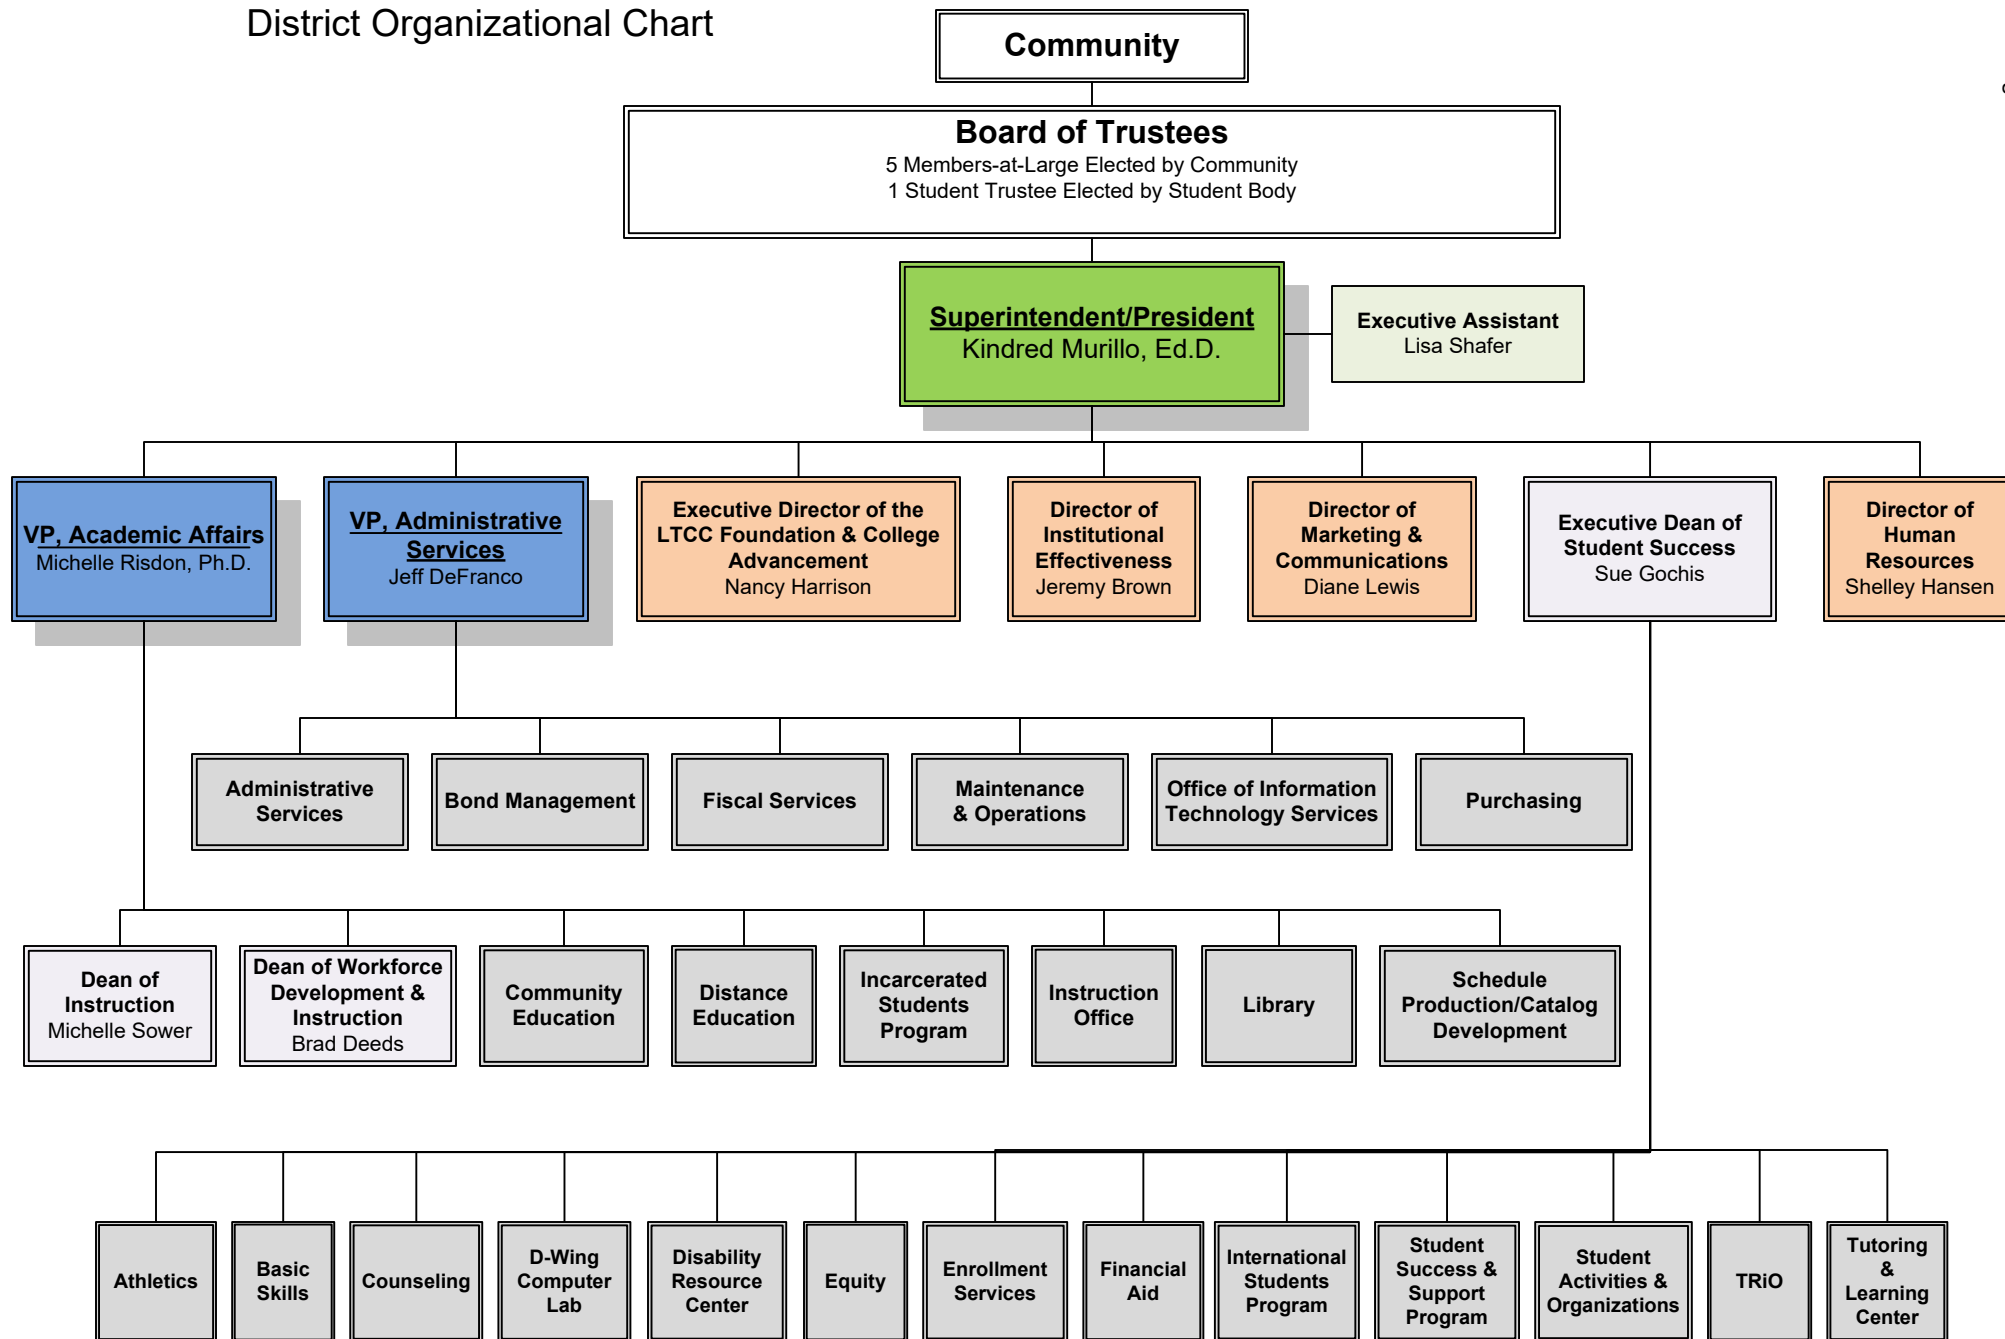 District Organizational Chart
Community
Board of Trustees
5 Members-at-Large Elected by Community
1 Student Trustee Elected by Student Body
Superintendent/President
Kindred Murillo, Ed.D.
Executive Assistant
Lisa Shafer
VP, Academic Affairs
Michelle Risdon, Ph.D.
VP, Administrative
Services
Jeff DeFranco
Executive Director of the
LTCC Foundation & College
Advancement
Nancy Harrison
Director of
Institutional
Effectiveness
Jeremy Brown
Director of
Marketing &
Communications
Diane Lewis
Executive Dean of
Student Success
Sue Gochis
Director of
Human
Resources
Shelley Hansen
Administrative
Services
Bond Management
Fiscal Services
Maintenance
& Operations
Office of Information
Technology Services
Purchasing
Dean of
Instruction
Michelle Sower
Dean of Workforce
Development &
Instruction
Brad Deeds
Community
Education
Distance
Education
Incarcerated
Students
Program
Instruction
Office
Library
Schedule
Production/Catalog
Development
Athletics
Basic
Skills
Counseling
D-Wing
Computer
Lab
Disability
Resource
Center
Equity
Enrollment
Services
Financial
Aid
International
Students
Program
Student
Success &
Support
Program
Student
Activities &
Organizations
TRiO
Tutoring
&
Learning
Center